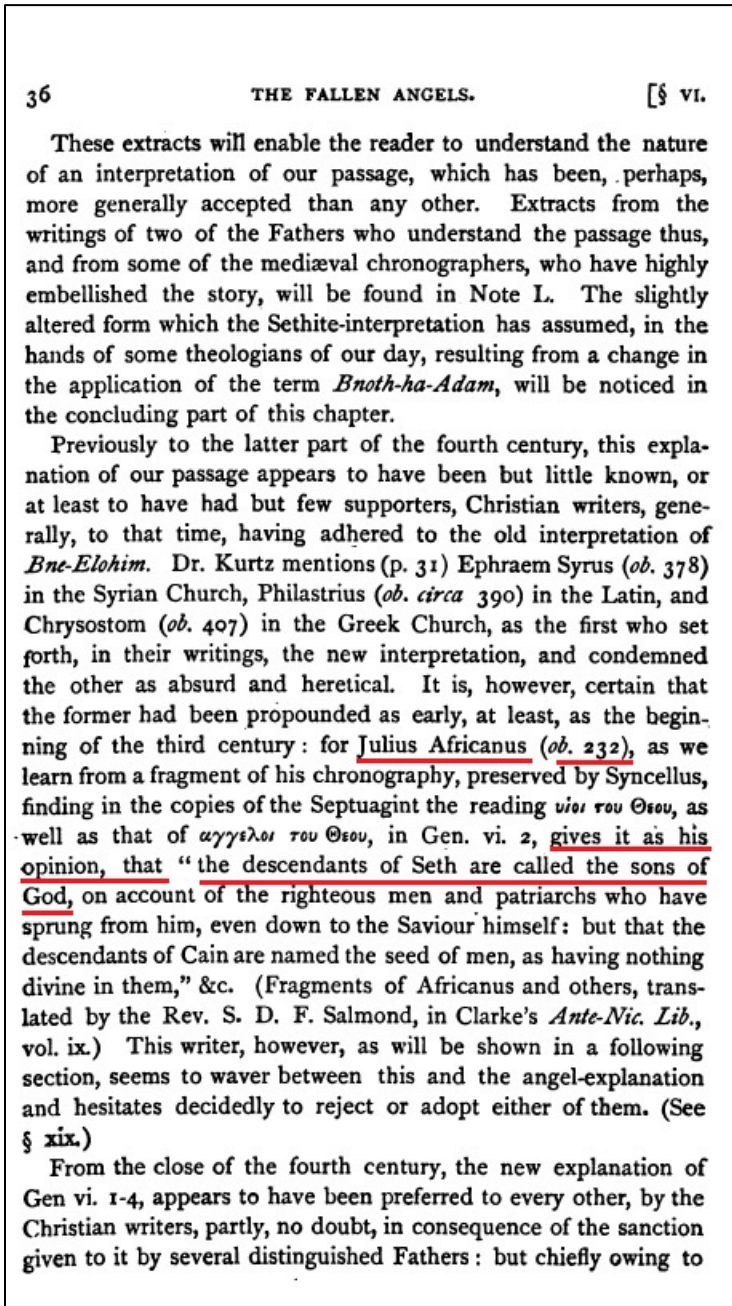 36 THE FALLEN ANGELS. [§ VI.
These extracts will enable the reader to understand the nature
of an interpretation of our passage, which has been, perhaps,
more generally accepted than any other. Extracts from the
writings of two of the Fathers who understand the passage thus,
and from some of the mediæval chronographers, who have highly
embellished the story, will be found in Note L. The slightly
altered form which the Sethite-interpretation has assumed, in the
hands of some theologians of our day, resulting from a change in
the application of the term Bnoth-ha-Adam, will be noticed in
the concluding part of this chapter.
Previously to the latter part of the fourth century, this expla-
nation of our passage appears to have been but little known, or
at least to have had but few supporters, Christian writers, gene-
rally, to that time, having adhered to the old interpretation of
Bne-Elohim. Dr. Kurtz mentions (p. 31) Ephraem Syrus (ob. 378)
in the Syrian Church, Philastrius (ob. circa 390) in the Latin, and
Chrysostom (ob. 407) in the Greek Church, as the first who set
forth, in their writings, the new interpretation, and condemned
the other as absurd and heretical. It is, however, certain that
the former had been propounded as early, at least, as the begin-
ning of the third century: for Julius Africanus (ob. 232), as we
learn from a fragment of his chronography, preserved by Syncellus,
finding in the copies of the Septuagint the reading υἱοι του Θεου, as
well as that of αγγελοι του Θεου, in Gen. vi. 2, gives it as his
opinion, that "the descendants of Seth are called the sons of
God, on account of the righteous men and patriarchs who have
sprung from him, even down to the Saviour himself: but that the
descendants of Cain are named the seed of men, as having nothing
divine in them," &c. (Fragments of Africanus and others, trans-
lated by the Rev. S. D. F. Salmond, in Clarke's Ante-Nic. Lib.,
vol. ix.) This writer, however, as will be shown in a following
section, seems to waver between this and the angel-explanation
and hesitates decidedly to reject or adopt either of them. (See
§ xix.)
From the close of the fourth century, the new explanation of
Gen vi. 1-4, appears to have been preferred to every other, by the
Christian writers, partly, no doubt, in consequence of the sanction
given to it by several distinguished Fathers: but chiefly owing to